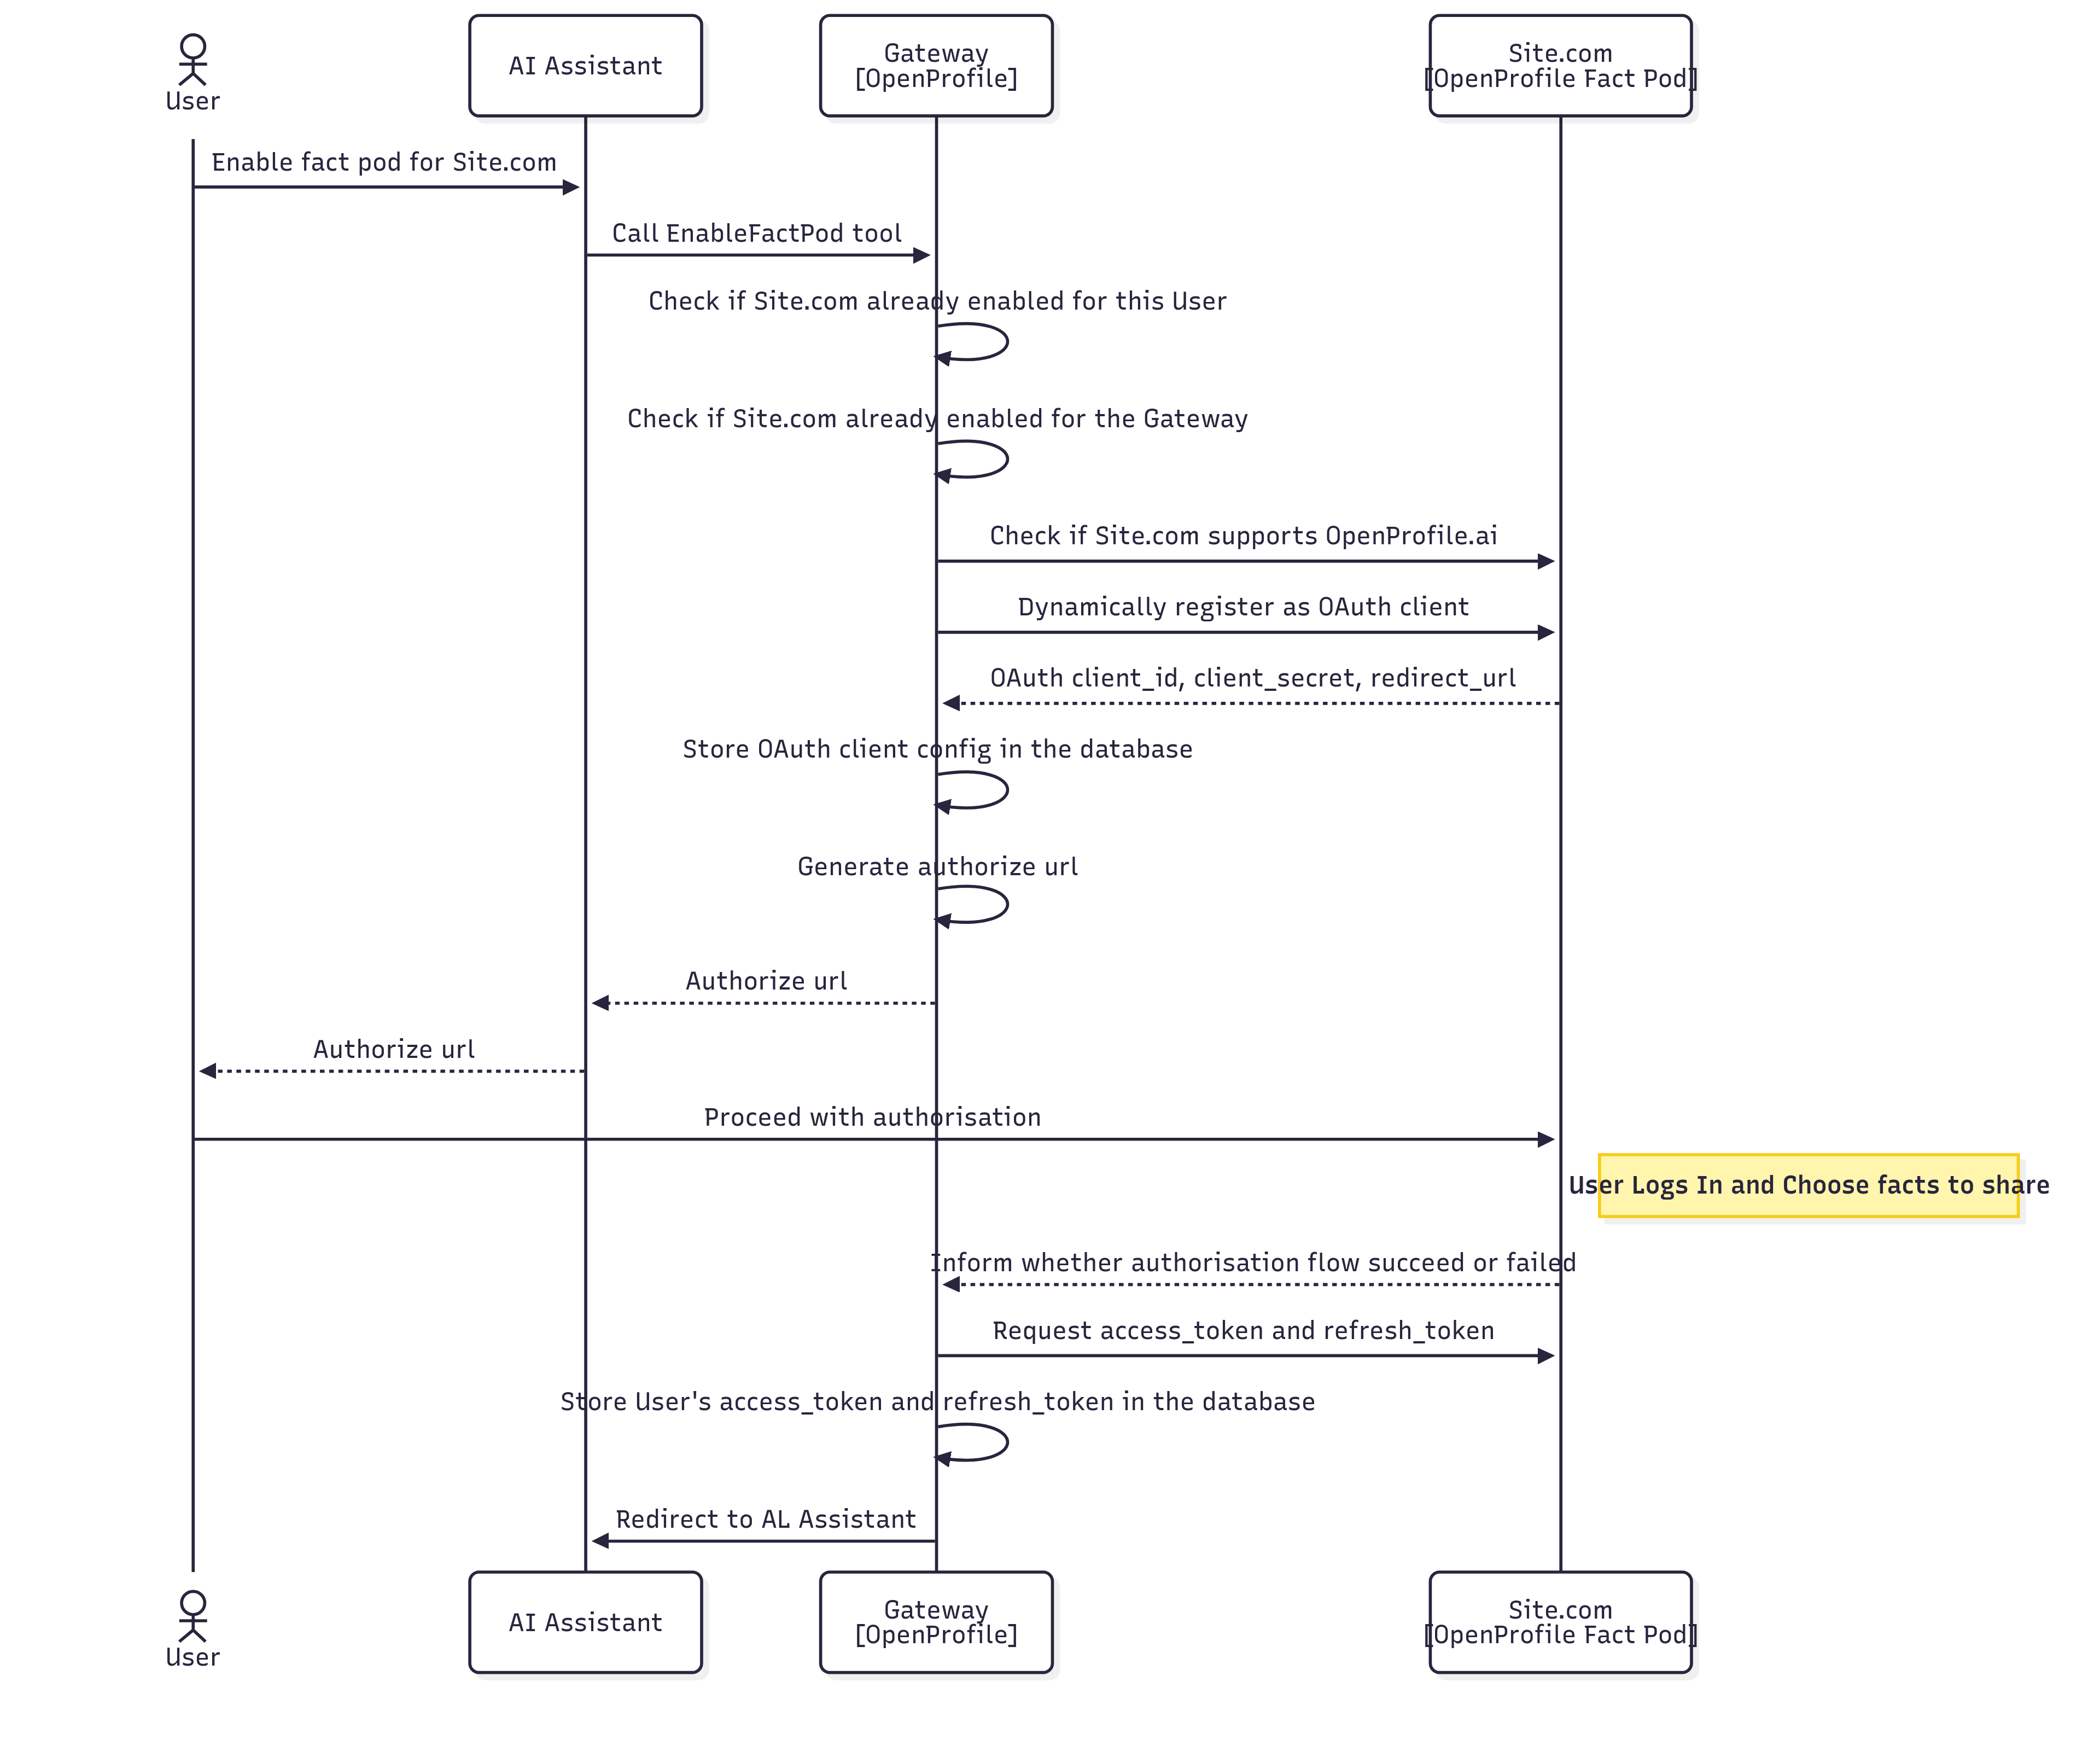 User
AI Assistant
Gateway
[OpenProfile]
Site.com
[OpenProfile Fact Pod]
Enable fact pod for Site.com
Call EnableFactPod tool
Check if Site.com already enabled for this User
Check if Site.com already enabled for the Gateway
Check if Site.com supports OpenProfile.ai
Dynamically register as OAuth client
OAuth client_id, client_secret, redirect_url
Store OAuth client config in the database
Generate authorize url
Authorize url
Authorize url
Proceed with authorisation
User Logs In and Choose facts to share
Inform whether authorisation flow succeed or failed
Request access_token and refresh_token
Store User's access_token and refresh_token in the database
Redirect to AL Assistant
User
AI Assistant
Gateway
[OpenProfile]
Site.com
[OpenProfile Fact Pod]